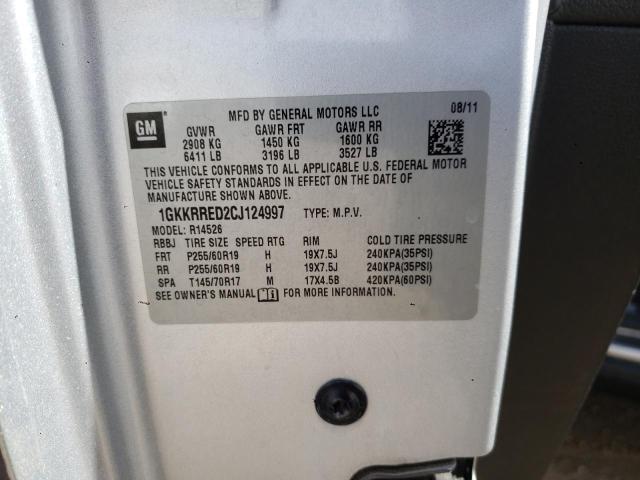 GM
MFD BY GENERAL MOTORS LLC 08/11
GVWR GAWR FRT GAWR RR
2908 KG 1450 KG 1600 KG
6411 LB 3196 LB 3527 LB
THIS VEHICLE CONFORMS TO ALL APPLICABLE U.S. FEDERAL MOTOR
VEHICLE SAFETY STANDARDS IN EFFECT ON THE DATE OF
MANUFACTURE SHOWN ABOVE.
1GKKRRED2CJ124997 TYPE: M.P.V.
MODEL: R14526
RBBJ TIRE SIZE SPEED RTG RIM COLD TIRE PRESSURE
FRT P255/60R19 H 19X7.5J 240KPA(35PSI)
RR P255/60R19 H 19X7.5J 240KPA(35PSI)
SPA T145/70R17 M 17X4.5B 420KPA(60PSI)
SEE OWNER'S MANUAL FOR MORE INFORMATION.